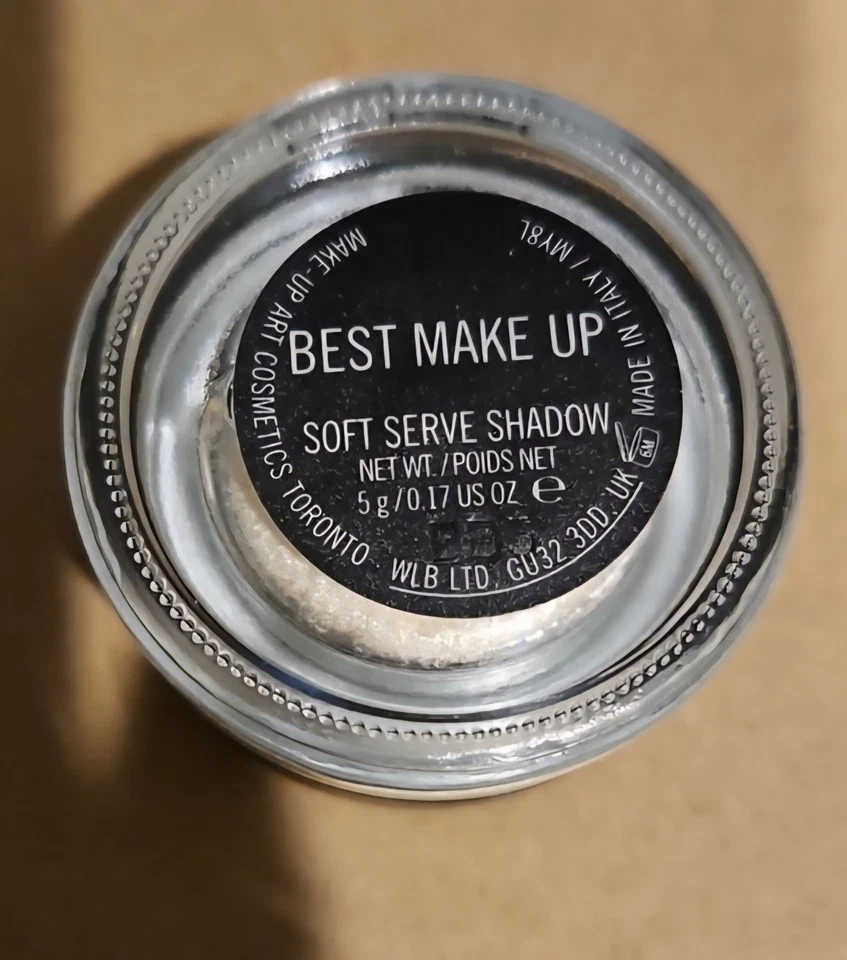 BEST MAKE UP
SOFT SERVE SHADOW
NET WT. / POIDS NET
5 g / 0.17 US OZ ℮
MAKE-UP ART COSMETICS TORONTO · WLB LTD, GU32 3DD, UK
6M
MADE IN ITALY / MY8L